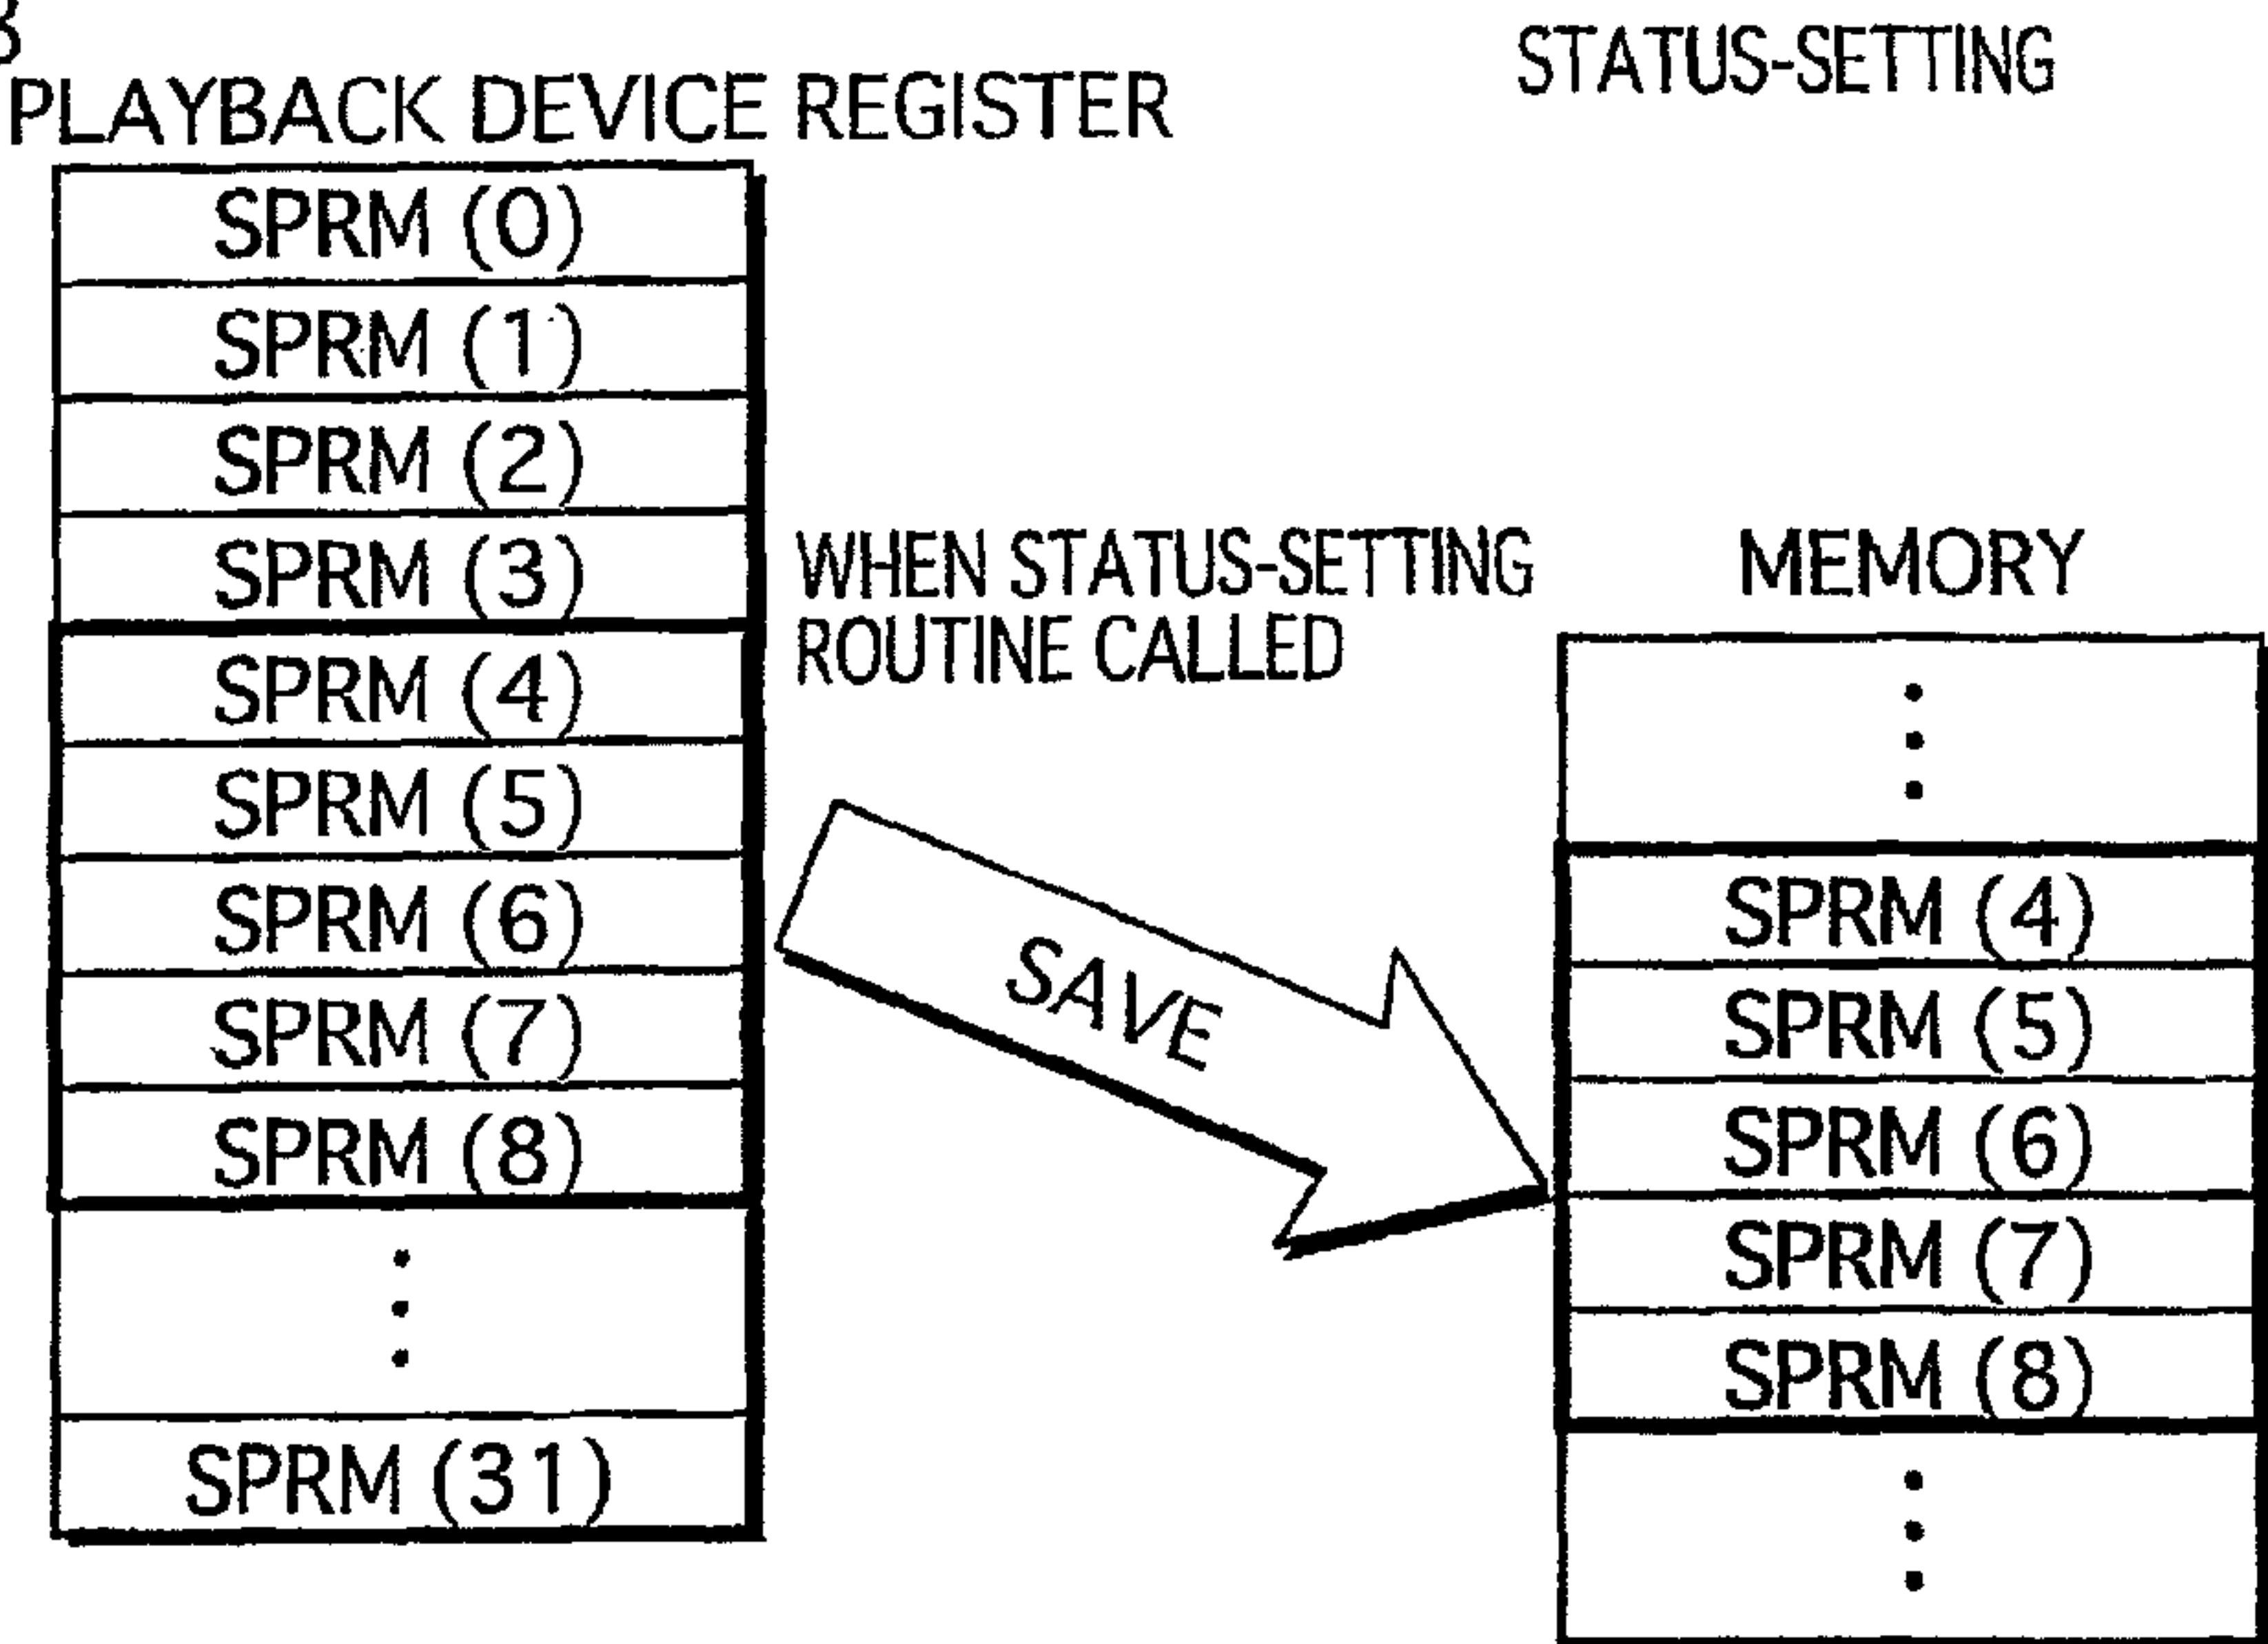 STATUS-SETTING
PLAYBACK DEVICE REGISTER
SPRM (0)
SPRM (1)
SPRM (2)
SPRM (3)
SPRM (4)
SPRM (5)
SPRM (6)
SPRM (7)
SPRM (8)
SPRM (31)
WHEN STATUS-SETTING
ROUTINE CALLED
SAVE
MEMORY
SPRM (4)
SPRM (5)
SPRM (6)
SPRM (7)
SPRM (8)